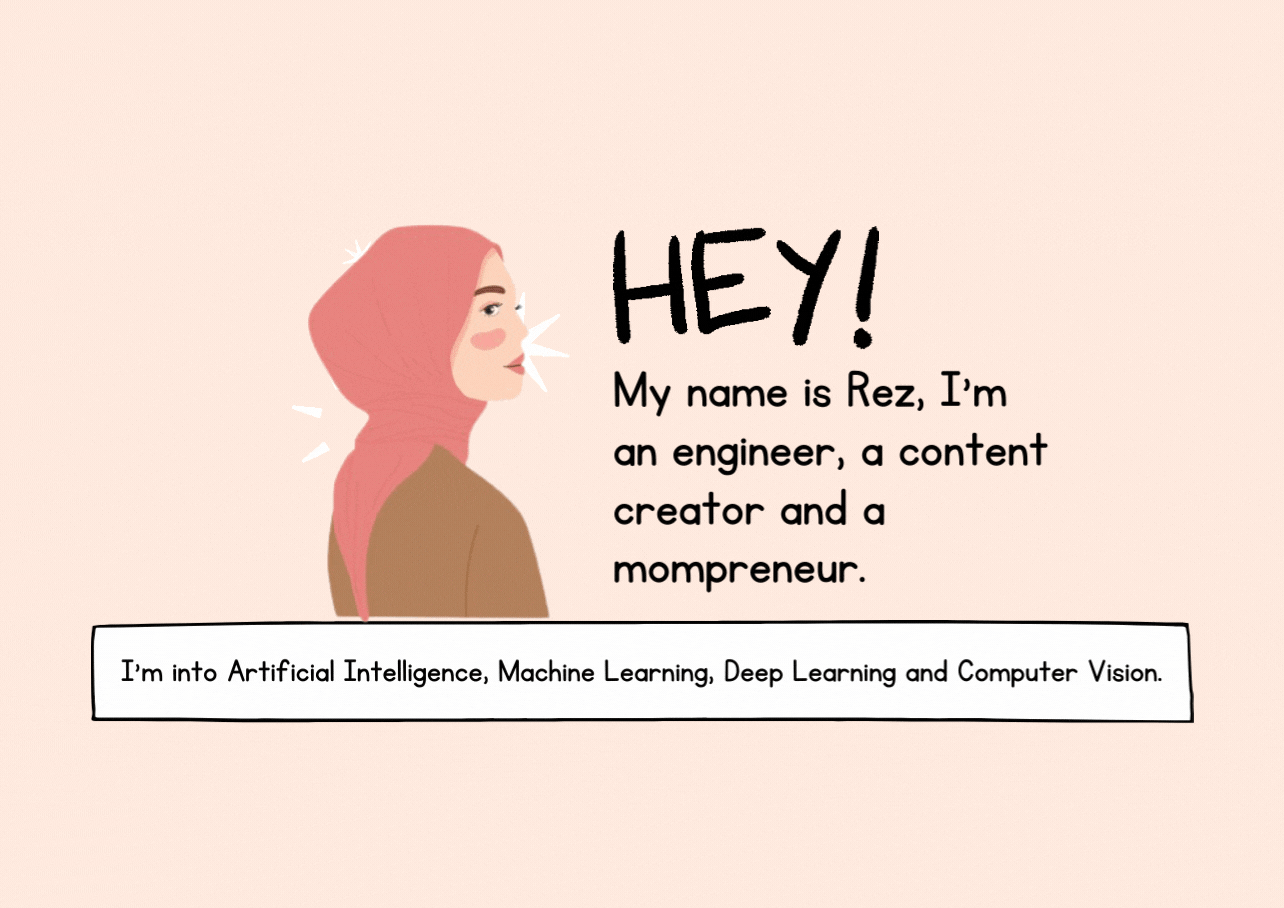 HEY!
My name is Rez, I'm
an engineer, a content
creator and a
mompreneur.
I'm into Artificial Intelligence, Machine Learning, Deep Learning and Computer Vision.